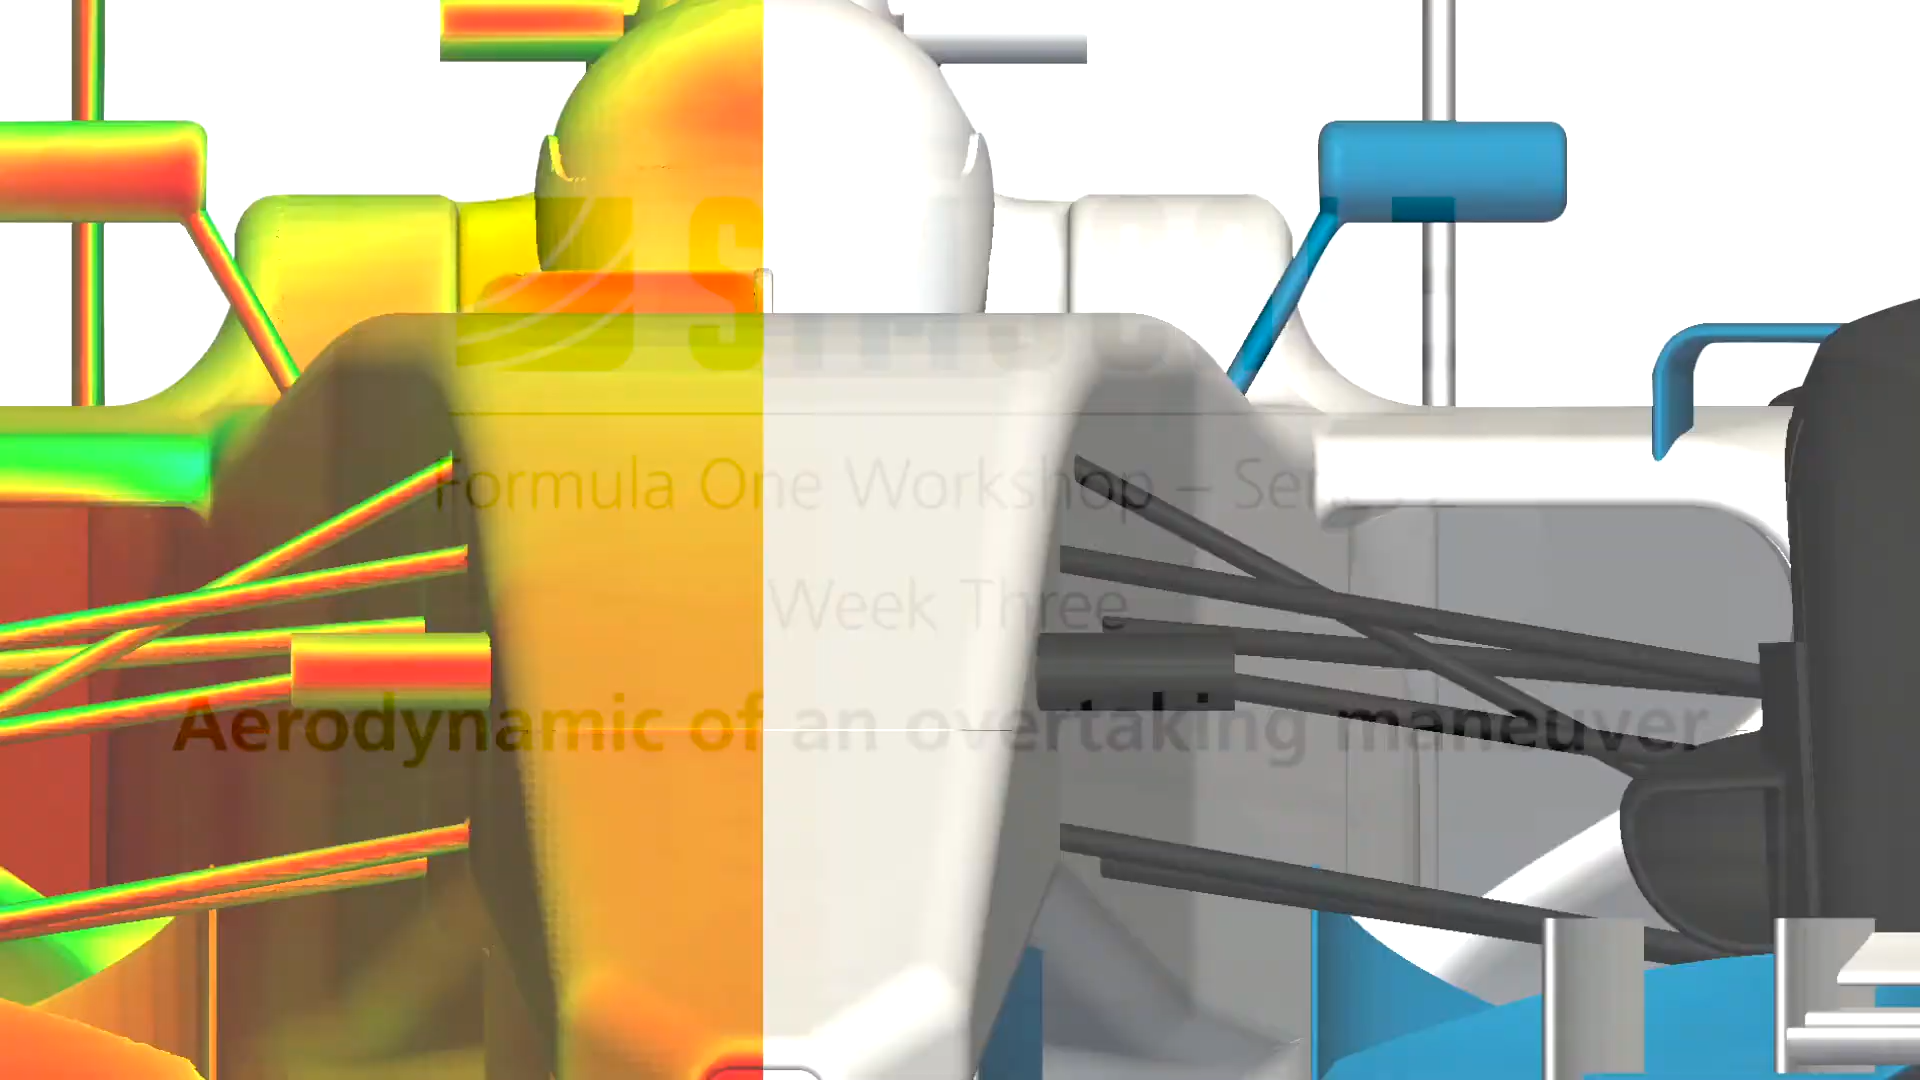 Formula One Workshop – Se
Week Three
Aerodynamic of an overtaking maneuver